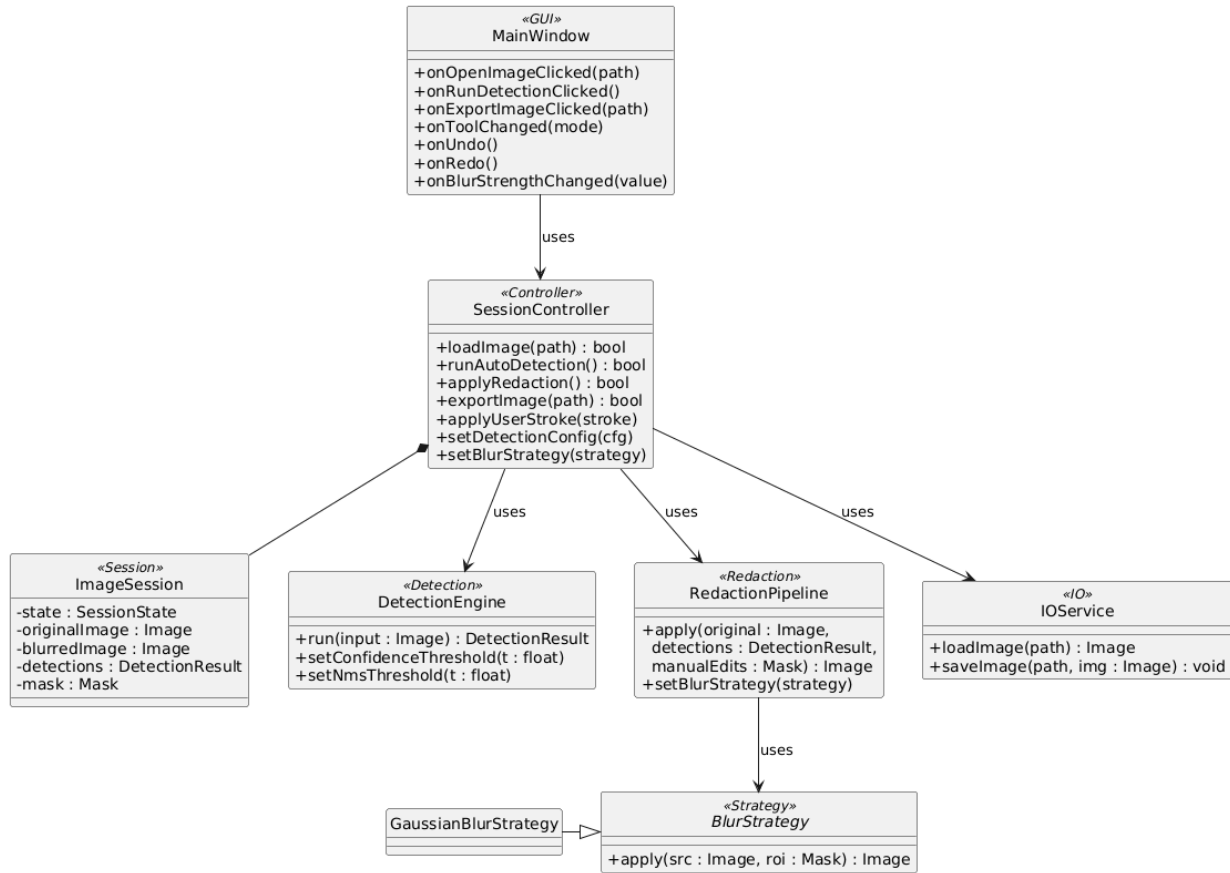 «GUI»
MainWindow
+onOpenImageClicked(path)
+onRunDetectionClicked()
+onExportImageClicked(path)
+onToolChanged(mode)
+onUndo()
+onRedo()
+onBlurStrengthChanged(value)
uses
«Controller»
SessionController
+loadImage(path) : bool
+runAutoDetection() : bool
+applyRedaction() : bool
+exportImage(path) : bool
+applyUserStroke(stroke)
+setDetectionConfig(cfg)
+setBlurStrategy(strategy)
uses
uses
uses
«Session»
ImageSession
-state : SessionState
-originalImage : Image
-blurredImage : Image
-detections : DetectionResult
-mask : Mask
«Detection»
DetectionEngine
+run(input : Image) : DetectionResult
+setConfidenceThreshold(t : float)
+setNmsThreshold(t : float)
«Redaction»
RedactionPipeline
+apply(original : Image,
detections : DetectionResult,
manualEdits : Mask) : Image
+setBlurStrategy(strategy)
«IO»
IOService
+loadImage(path) : Image
+saveImage(path, img : Image) : void
uses
GaussianBlurStrategy
«Strategy»
BlurStrategy
+apply(src : Image, roi : Mask) : Image